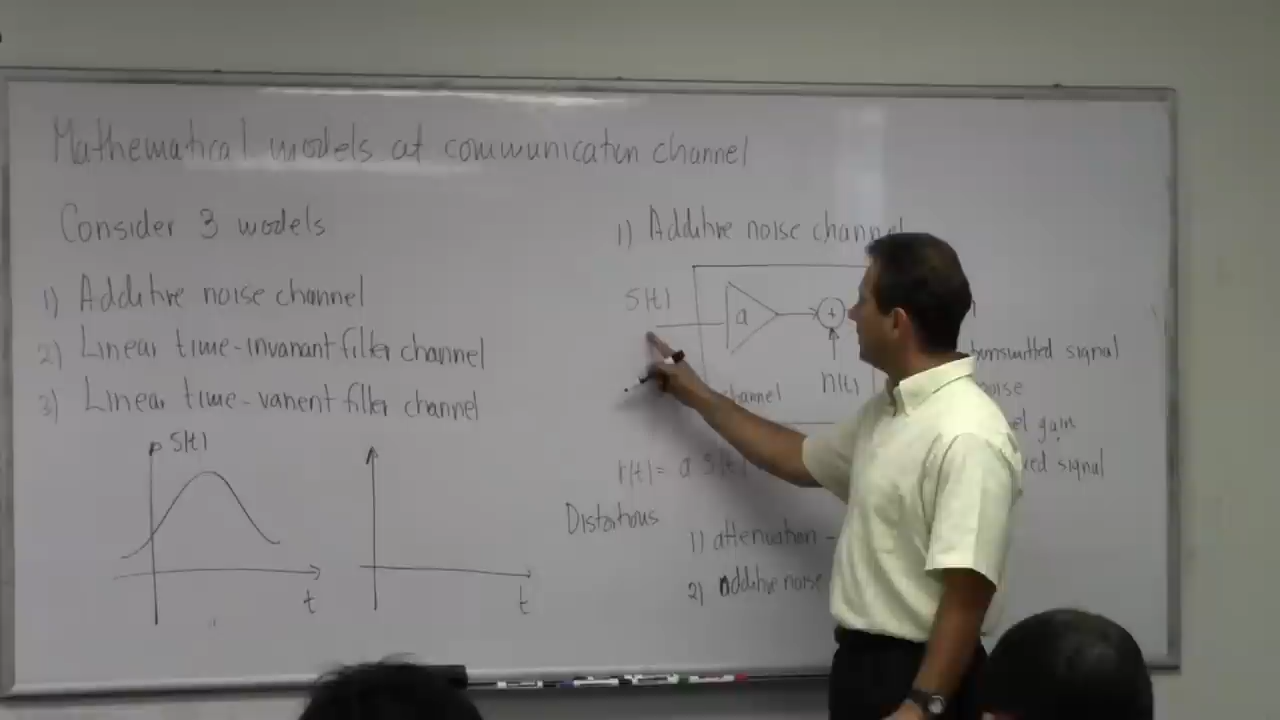 Mathematical models at communication channel
Consider 3 models
1) Additive noise channel
2) Linear time-invariant filter channel
3) Linear time-varient filter channel
S(t)
t
t
1) Additive noise channel
S(t)
a
+
n(t)
channel
transmitted signal
noise
gain
signal
r(t) = a S(t)
Distortions
1) attenuation -
2) additive noise